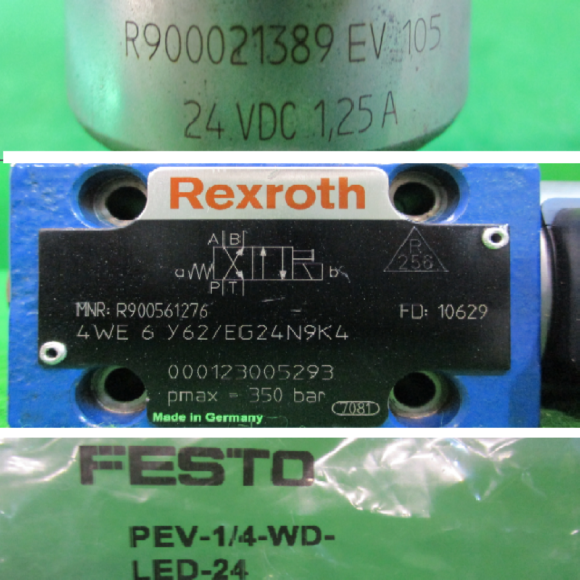 R900021389 EV 105
24 VDC 1,25 A
Rexroth
A B
a b
P T
R
256
MNR: R900561276 - FD: 10629
4WE 6 Y62/EG24N9K4
000123005293
pmax = 350 bar
7081
Made in Germany
FESTO
PEV-1/4-WD-
LED-24